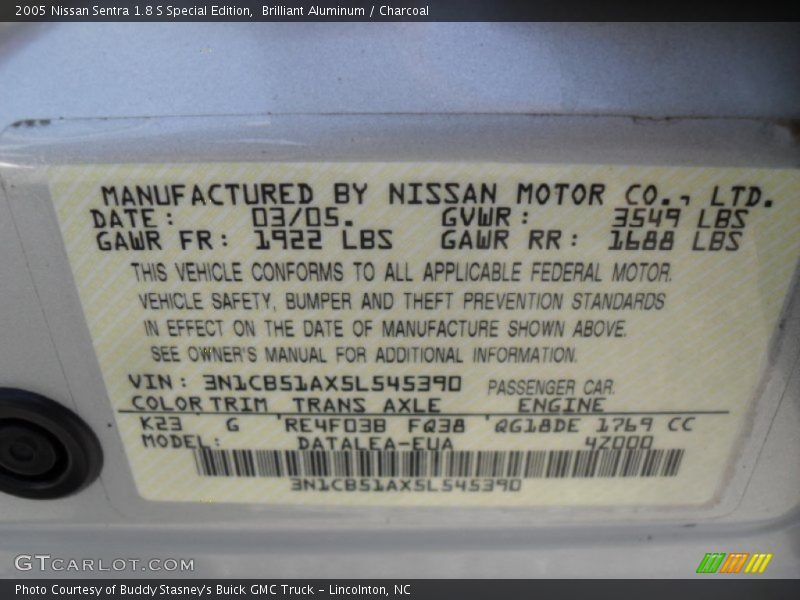 2005 Nissan Sentra 1.8 S Special Edition, Brilliant Aluminum / Charcoal
MANUFACTURED BY NISSAN MOTOR CO., LTD.
DATE: 03/05. GVWR: 3549 LBS
GAWR FR: 1922 LBS GAWR RR: 1688 LBS
THIS VEHICLE CONFORMS TO ALL APPLICABLE FEDERAL MOTOR.
VEHICLE SAFETY, BUMPER AND THEFT PREVENTION STANDARDS
IN EFFECT ON THE DATE OF MANUFACTURE SHOWN ABOVE.
SEE OWNER'S MANUAL FOR ADDITIONAL INFORMATION.
VIN: 3N1CB51AX5L545390 PASSENGER CAR.
COLOR TRIM TRANS AXLE ENGINE
K23 G 'RE4F03B FQ38 'QG18DE 1769 CC
MODEL: DATALEA-EUA 4Z000
3N1CB51AX5L545390
GTCARLOT.COM
Photo Courtesy of Buddy Stasney's Buick GMC Truck - Lincolnton, NC